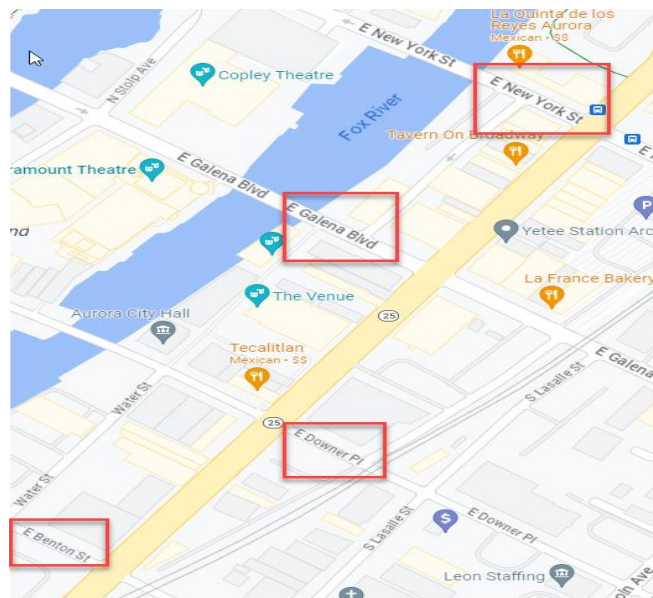 La Quinta de los
Reyes Aurora
Mexican • $$
E New York St
N Stolp Ave
Copley Theatre
E New York St
Fox River
Tavern On Broadway
E
ramount Theatre
E Galena Blvd
P
E Galena Blvd
nd
Yetee Station Arc
The Venue
La France Bakery
Aurora City Hall
25
Tecalitlan
Mexican • $$
E Galena
S Lasalle St
Water St
25
E Downer Pl
Water St
$
E Downer Pl
S Lasalle St
E Benton St
Leon Staffing
oln Ave